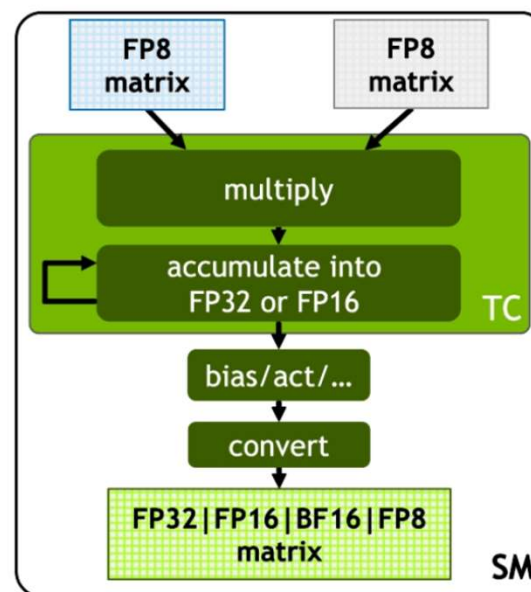 FP8
matrix
FP8
matrix
multiply
accumulate into
FP32 or FP16
TC
bias/act/...
convert
FP32|FP16|BF16|FP8
matrix
SM